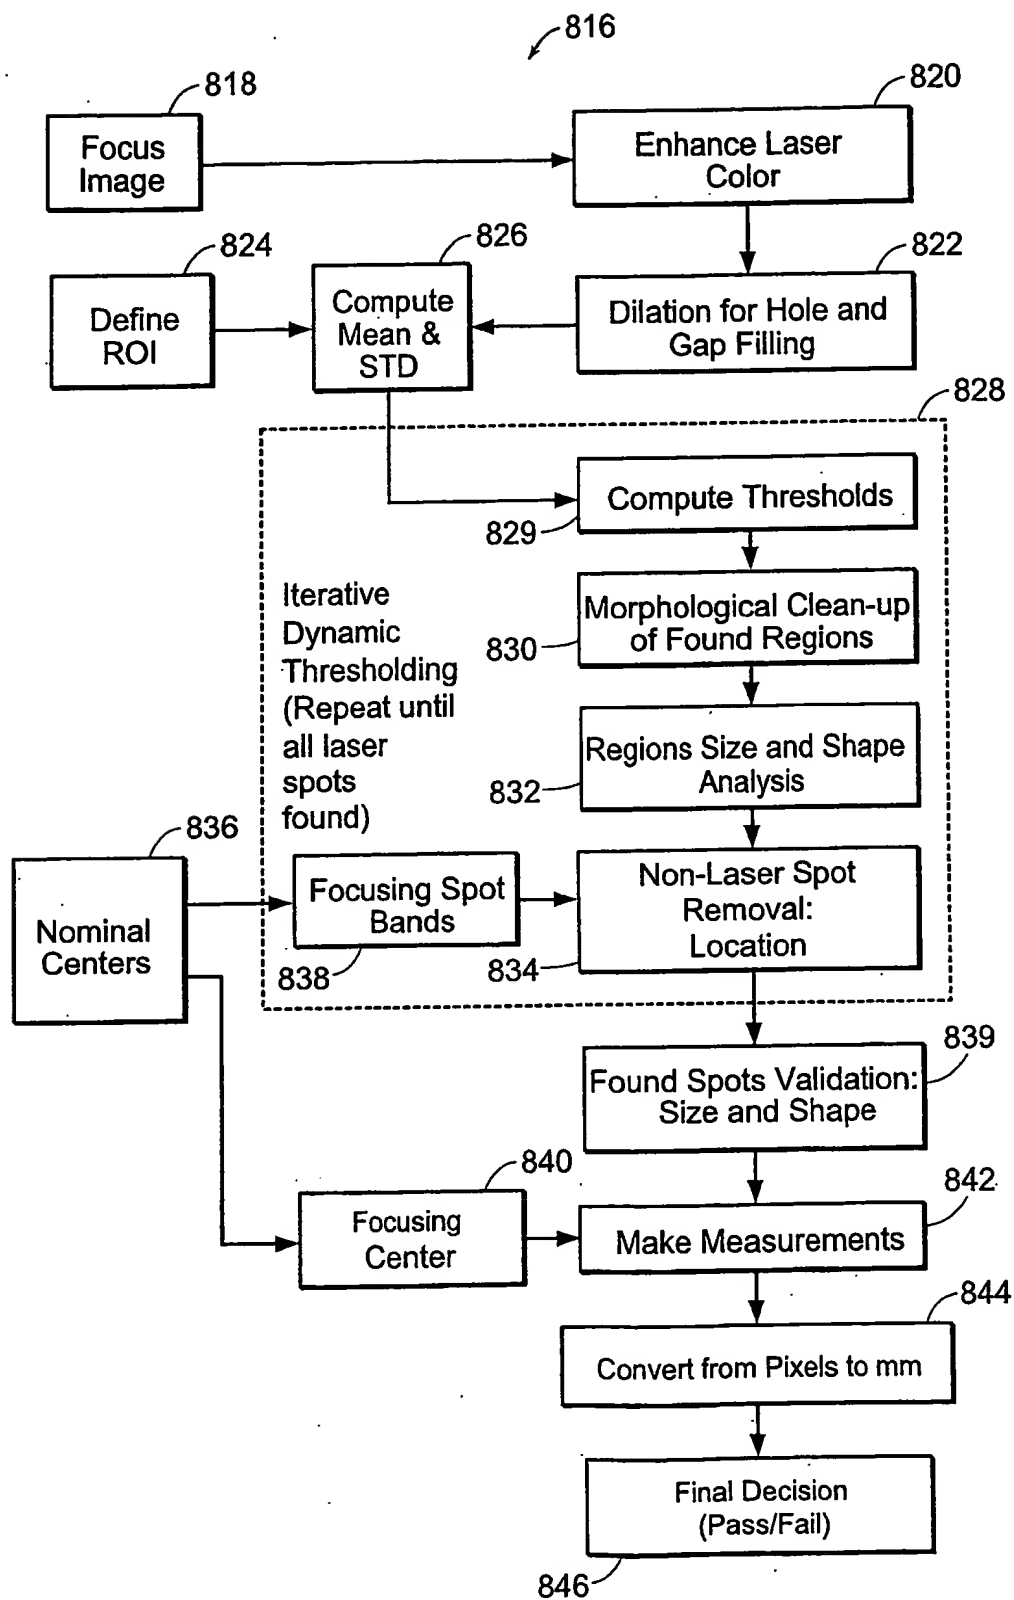 816
818
820
Focus
Image
Enhance Laser
Color
824
826
822
Define
ROI
Compute
Mean &
STD
Dilation for Hole and
Gap Filling
828
Compute Thresholds
829
Iterative
Dynamic
Thresholding
(Repeat until
all laser
spots
found)
Morphological Clean-up
of Found Regions
830
Regions Size and Shape
Analysis
832
836
Nominal
Centers
Focusing Spot
Bands
838
Non-Laser Spot
Removal:
Location
834
839
Found Spots Validation:
Size and Shape
840
842
Focusing
Center
Make Measurements
844
Convert from Pixels to mm
Final Decision
(Pass/Fail)
846